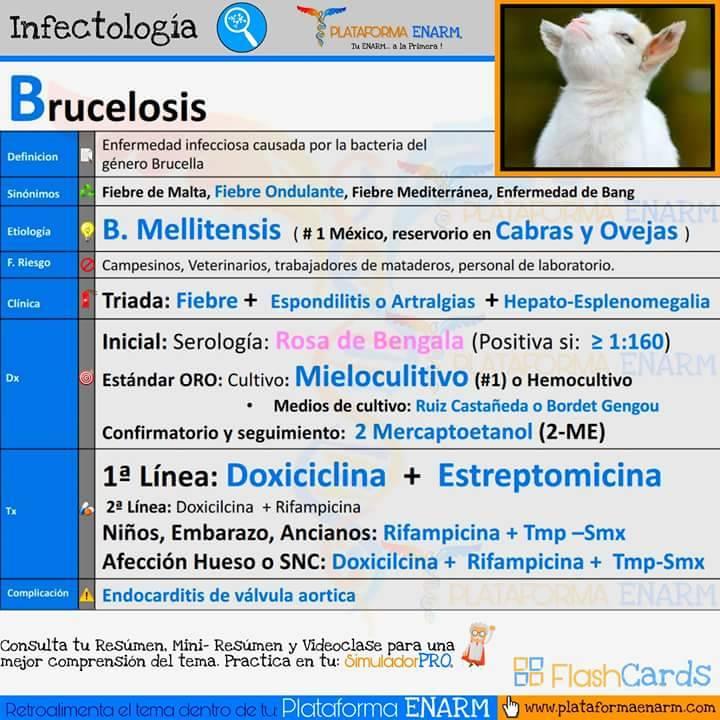 Infectología
PLATAFORMA ENARM.
Tu ENARM... a la Primera !
Brucelosis
Definicion
Enfermedad infecciosa causada por la bacteria del
género Brucella
Sinónimos
Fiebre de Malta, Fiebre Ondulante, Fiebre Mediterránea, Enfermedad de Bang
Etiología
B. Mellitensis ( # 1 México, reservorio en Cabras y Ovejas )
F. Riesgo
Campesinos, Veterinarios, trabajadores de mataderos, personal de laboratorio.
Clínica
Triada: Fiebre + Espondilitis o Artralgias + Hepato-Esplenomegalia
Dx
Inicial: Serología: Rosa de Bengala (Positiva si: ≥ 1:160)
Estándar ORO: Cultivo: Mieloculitivo (#1) o Hemocultivo
• Medios de cultivo: Ruiz Castañeda o Bordet Gengou
Confirmatorio y seguimiento: 2 Mercaptoetanol (2-ME)
Tx
1ª Línea: Doxiciclina + Estreptomicina
2ª Línea: Doxicilcina + Rifampicina
Niños, Embarazo, Ancianos: Rifampicina + Tmp –Smx
Afección Hueso o SNC: Doxicilcina + Rifampicina + Tmp-Smx
Complicación
Endocarditis de válvula aortica
PLATAFORMA ENARM
PLATAFORMA ENARM
PLATAFORMA ENARM
Consulta tu Resúmen, Mini- Resúmen y Videoclase para una
mejor comprensión del tema. Practica en tu: SimuladorPRO.
FlashCards
Retroalimenta el tema dentro de tu: Plataforma ENARM www.plataformaenarm.com